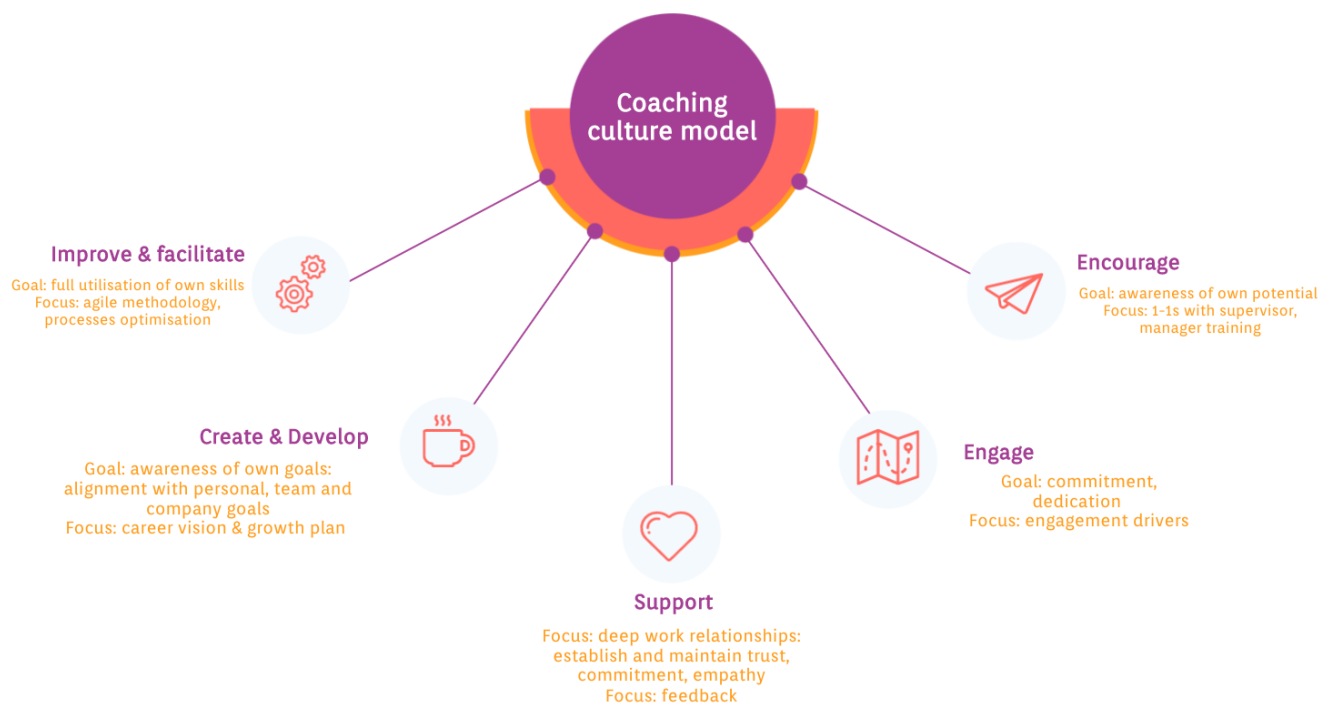 Coaching
culture model
Improve & facilitate
Goal: full utilisation of own skills
Focus: agile methodology,
processes optimisation
Create & Develop
Goal: awareness of own goals:
alignment with personal, team and
company goals
Focus: career vision & growth plan
Support
Focus: deep work relationships:
establish and maintain trust,
commitment, empathy
Focus: feedback
Engage
Goal: commitment,
dedication
Focus: engagement drivers
Encourage
Goal: awareness of own potential
Focus: 1-1s with supervisor,
manager training